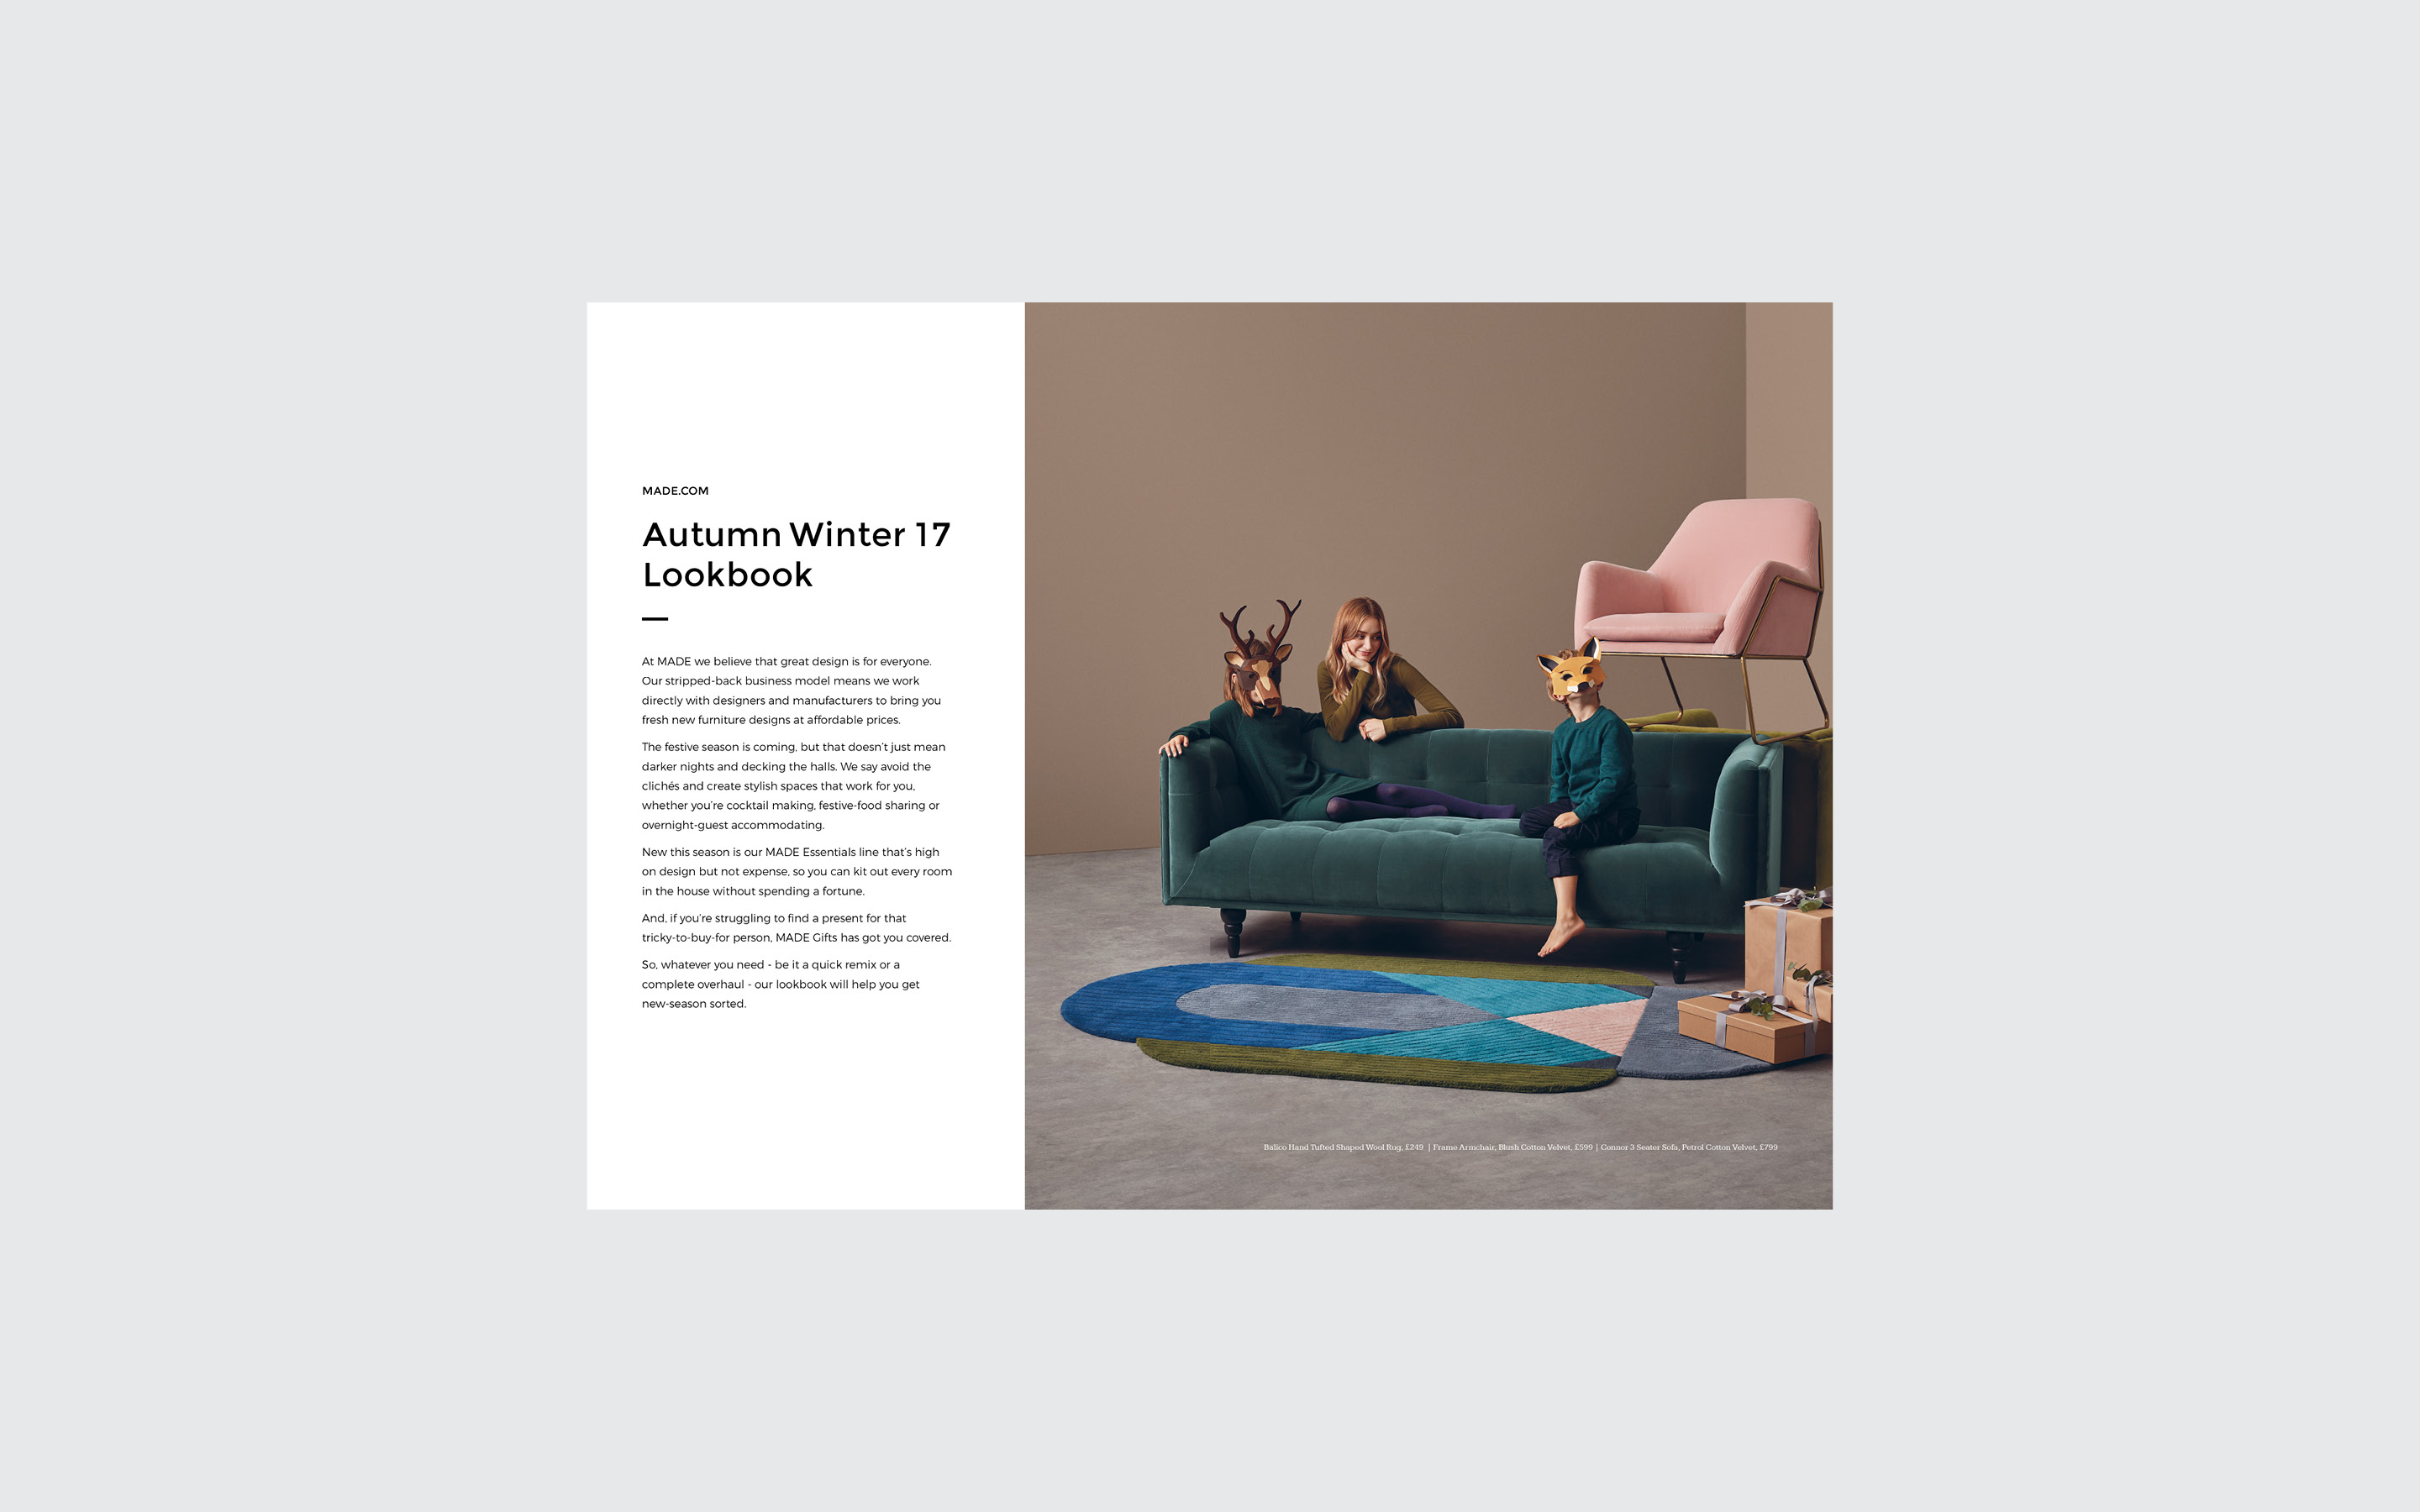 MADE.COM
Autumn Winter 17
Lookbook
At MADE we believe that great design is for everyone.
Our stripped-back business model means we work
directly with designers and manufacturers to bring you
fresh new furniture designs at affordable prices.
The festive season is coming, but that doesn't just mean
darker nights and decking the halls. We say avoid the
clichés and create stylish spaces that work for you,
whether you're cocktail making, festive-food sharing or
overnight-guest accommodating.
New this season is our MADE Essentials line that's high
on design but not expense, so you can kit out every room
in the house without spending a fortune.
And, if you're struggling to find a present for that
tricky-to-buy-for person, MADE Gifts has got you covered.
So, whatever you need - be it a quick remix or a
complete overhaul - our lookbook will help you get
new-season sorted.
Balico Hand Tufted Shaped Wool Rug, £249 | Frame Armchair, Blush Cotton Velvet, £599 | Connor 3 Seater Sofa, Petrol Cotton Velvet, £799